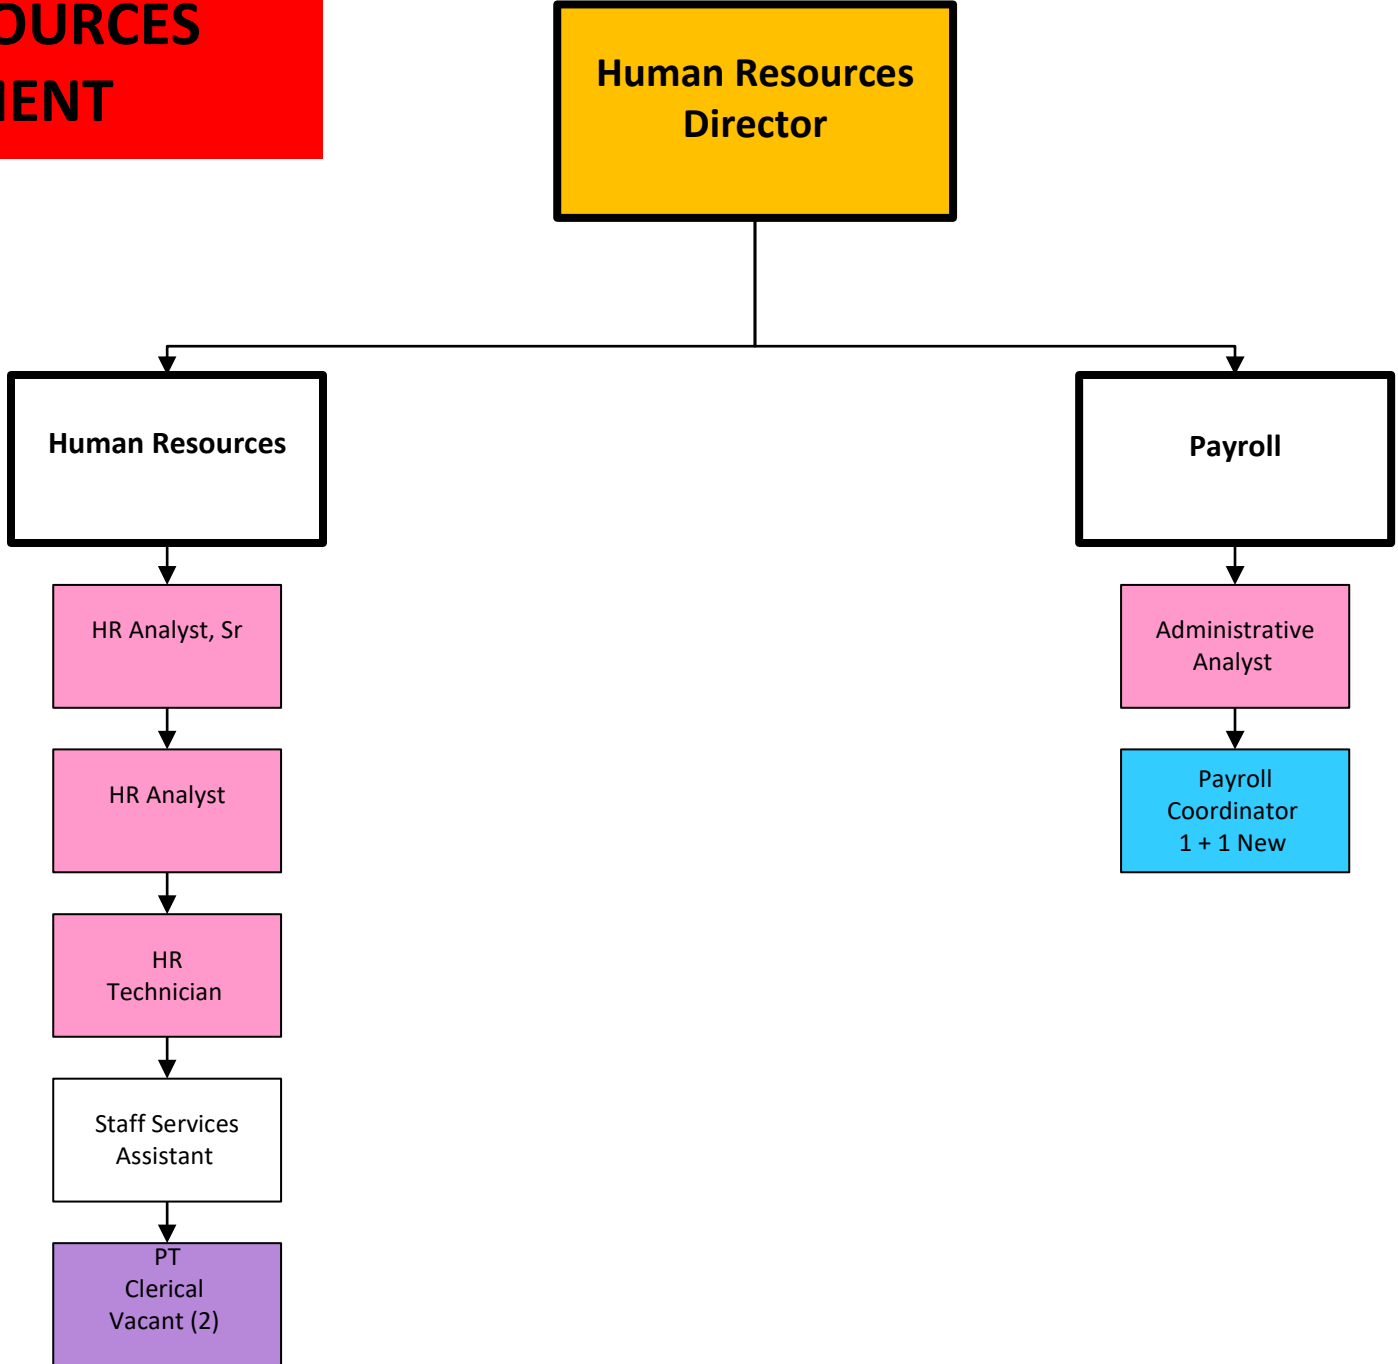 OURCES
MENT
Human Resources
Director
Human Resources
Payroll
HR Analyst, Sr
Administrative
Analyst
HR Analyst
Payroll
Coordinator
1 + 1 New
HR
Technician
Staff Services
Assistant
PT
Clerical
Vacant (2)